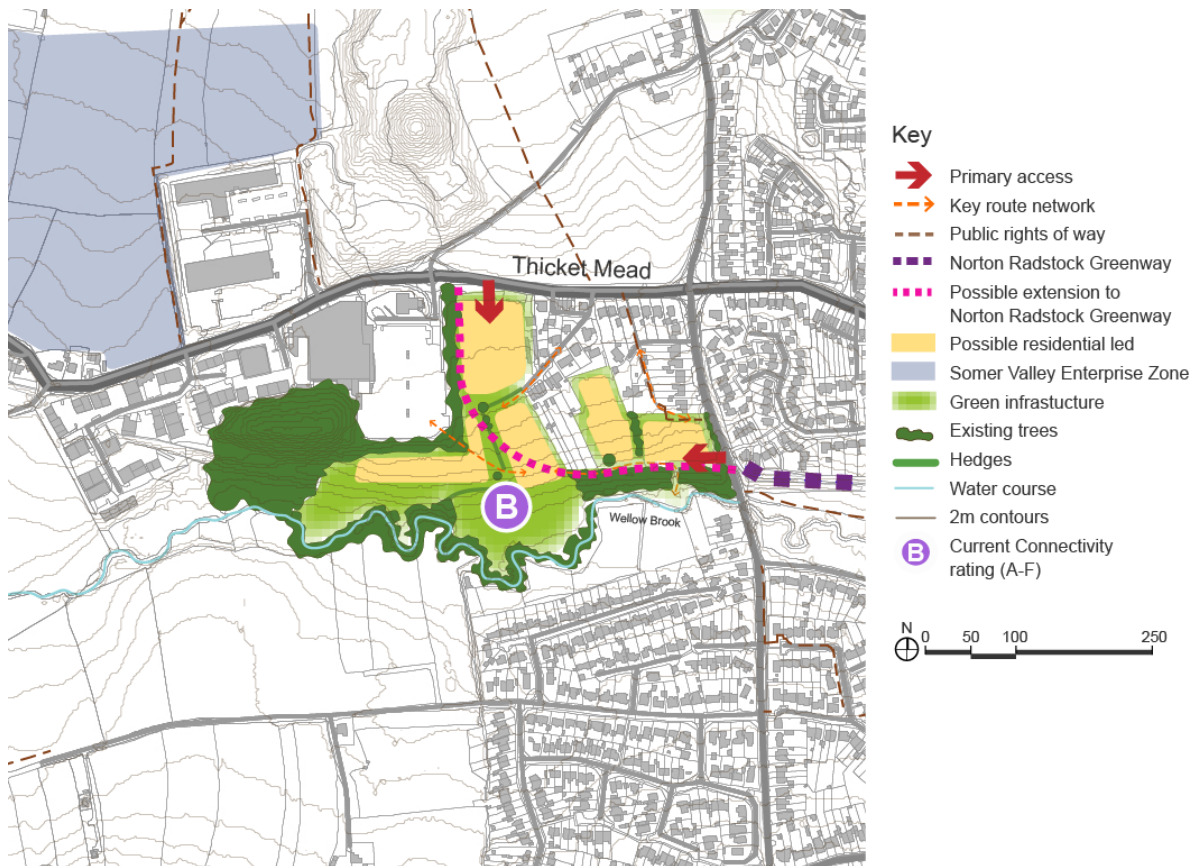 Thicket Mead
B
Wellow Brook
Key
Primary access
Key route network
Public rights of way
Norton Radstock Greenway
Possible extension to
Norton Radstock Greenway
Possible residential led
Somer Valley Enterprise Zone
Green infrastucture
Existing trees
Hedges
Water course
2m contours
B
Current Connectivity
rating (A-F)
N
0 50 100 250